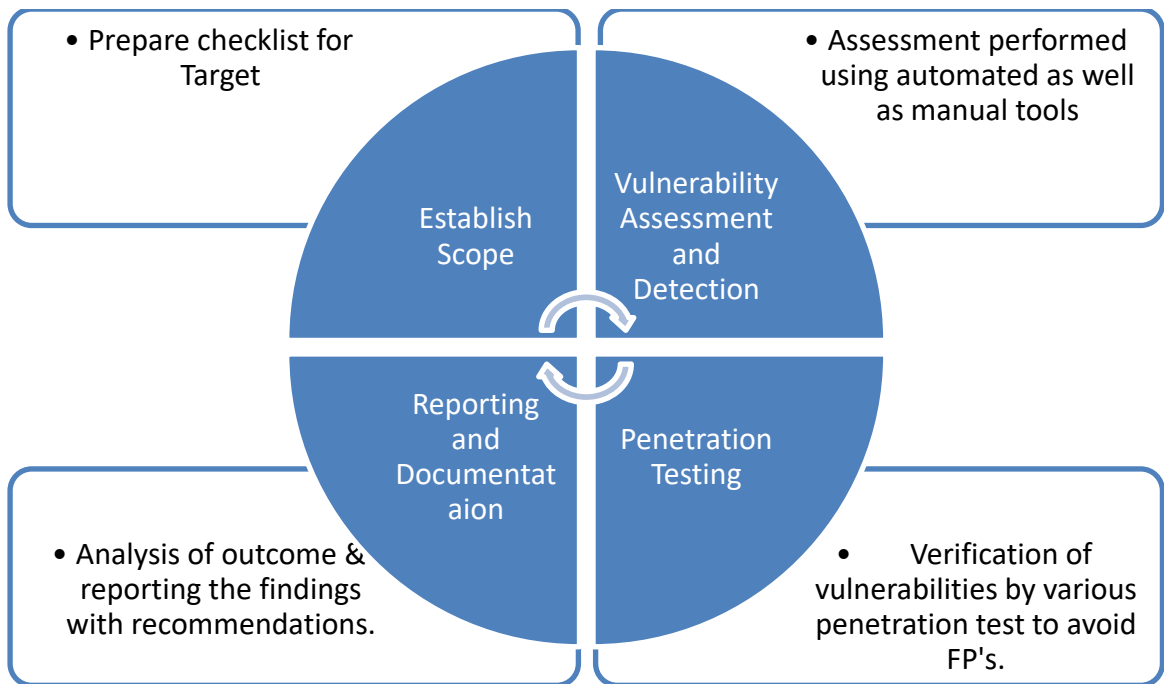 • Prepare checklist for
Target
• Assessment performed
using automated as well
as manual tools
Establish
Scope
Vulnerability
Assessment
and
Detection
Reporting
and
Documentat
aion
Penetration
Testing
• Analysis of outcome &
reporting the findings
with recommendations.
• Verification of
vulnerabilities by various
penetration test to avoid
FP's.